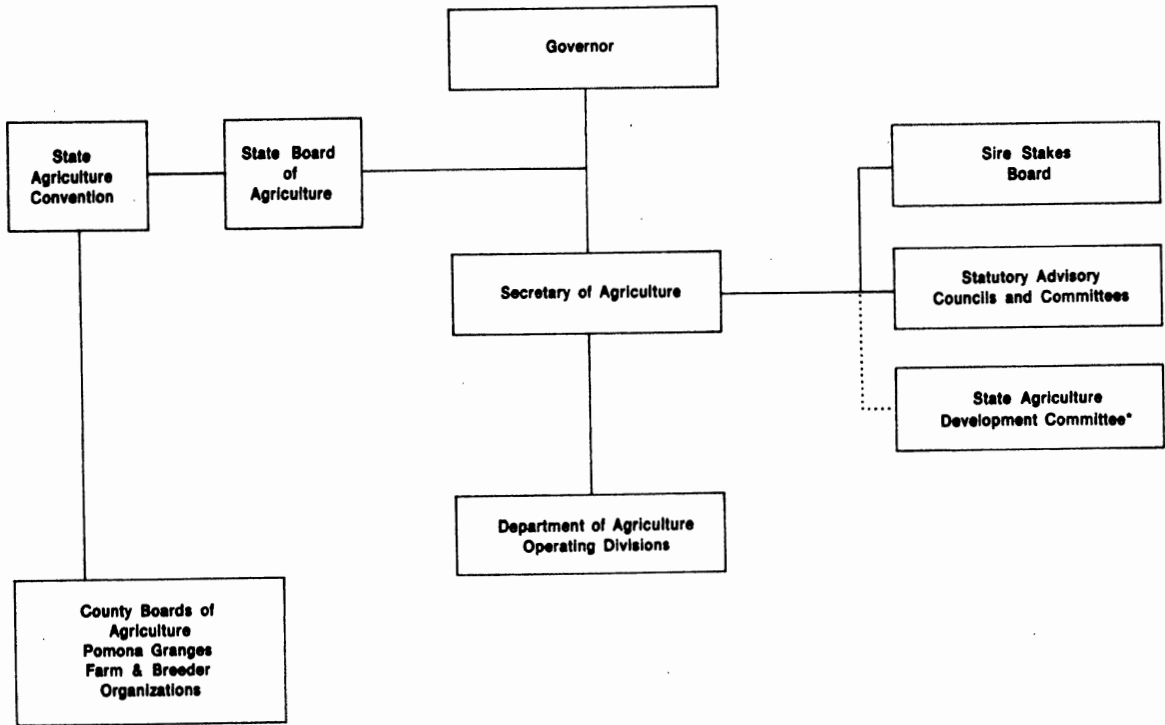 Governor
State
Agriculture
Convention
State Board
of
Agriculture
Sire Stakes
Board
Secretary of Agriculture
Statutory Advisory
Councils and Committees
State Agriculture
Development Committee*
Department of Agriculture
Operating Divisions
County Boards of
Agriculture
Pomona Granges
Farm & Breeder
Organizations